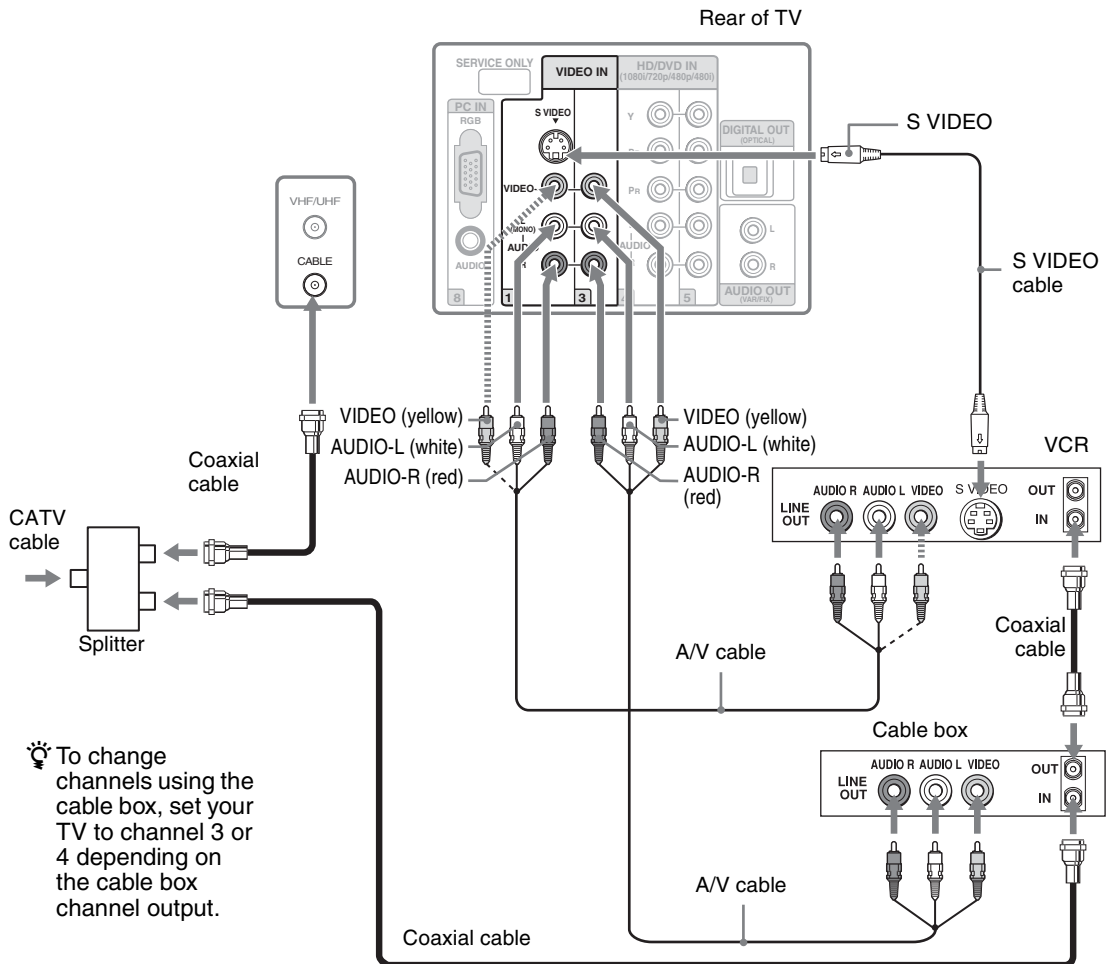 Rear of TV
SERVICE ONLY
VIDEO IN
HD/DVD IN
(1080i/720p/480p/480i)
PC IN
RGB
S VIDEO
Y
DIGITAL OUT
(OPTICAL)
S VIDEO
VHF/UHF
VIDEO
PR
CABLE
(MONO)
L
AUDIO
AUDIO
R
AUDIO
R
AUDIO OUT
(VAR/FIX)
8
1
3
5
S VIDEO
cable
VIDEO (yellow)
AUDIO-L (white)
AUDIO-R (red)
VIDEO (yellow)
AUDIO-L (white)
AUDIO-R
(red)
Coaxial
cable
VCR
LINE
OUT
AUDIO R AUDIO L VIDEO
S VIDEO
OUT
IN
CATV
cable
Splitter
A/V cable
Coaxial
cable
Cable box
LINE
OUT
AUDIO R AUDIO L VIDEO
OUT
IN
To change
channels using the
cable box, set your
TV to channel 3 or
4 depending on
the cable box
channel output.
A/V cable
Coaxial cable